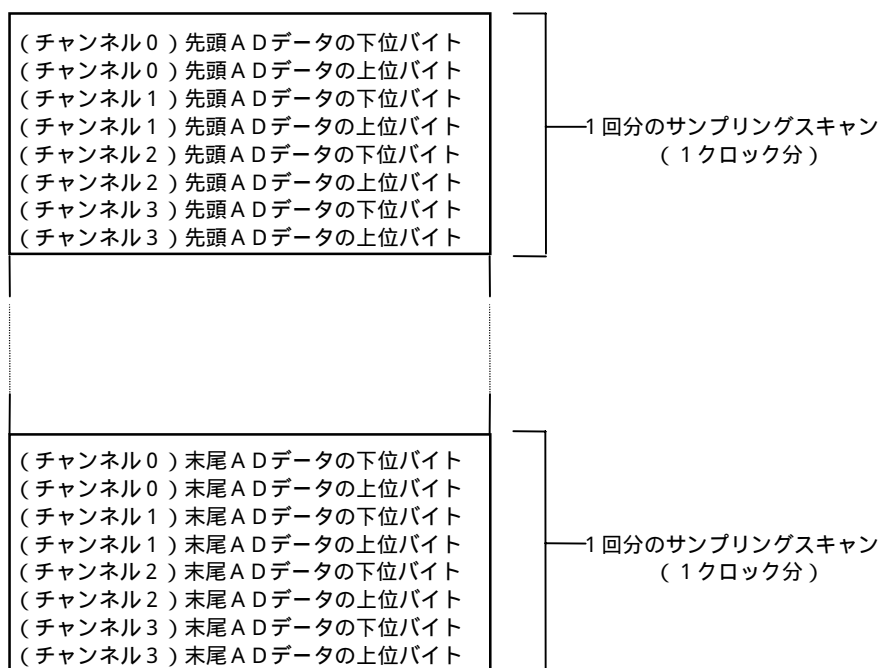 (チャンネル0)先頭ADデータの下位バイト
(チャンネル0)先頭ADデータの上位バイト
(チャンネル1)先頭ADデータの下位バイト
(チャンネル1)先頭ADデータの上位バイト
(チャンネル2)先頭ADデータの下位バイト
(チャンネル2)先頭ADデータの上位バイト
(チャンネル3)先頭ADデータの下位バイト
(チャンネル3)先頭ADデータの上位バイト
1回分のサンプリングスキャン
(1クロック分)
(チャンネル0)末尾ADデータの下位バイト
(チャンネル0)末尾ADデータの上位バイト
(チャンネル1)末尾ADデータの下位バイト
(チャンネル1)末尾ADデータの上位バイト
(チャンネル2)末尾ADデータの下位バイト
(チャンネル2)末尾ADデータの上位バイト
(チャンネル3)末尾ADデータの下位バイト
(チャンネル3)末尾ADデータの上位バイト
1回分のサンプリングスキャン
(1クロック分)